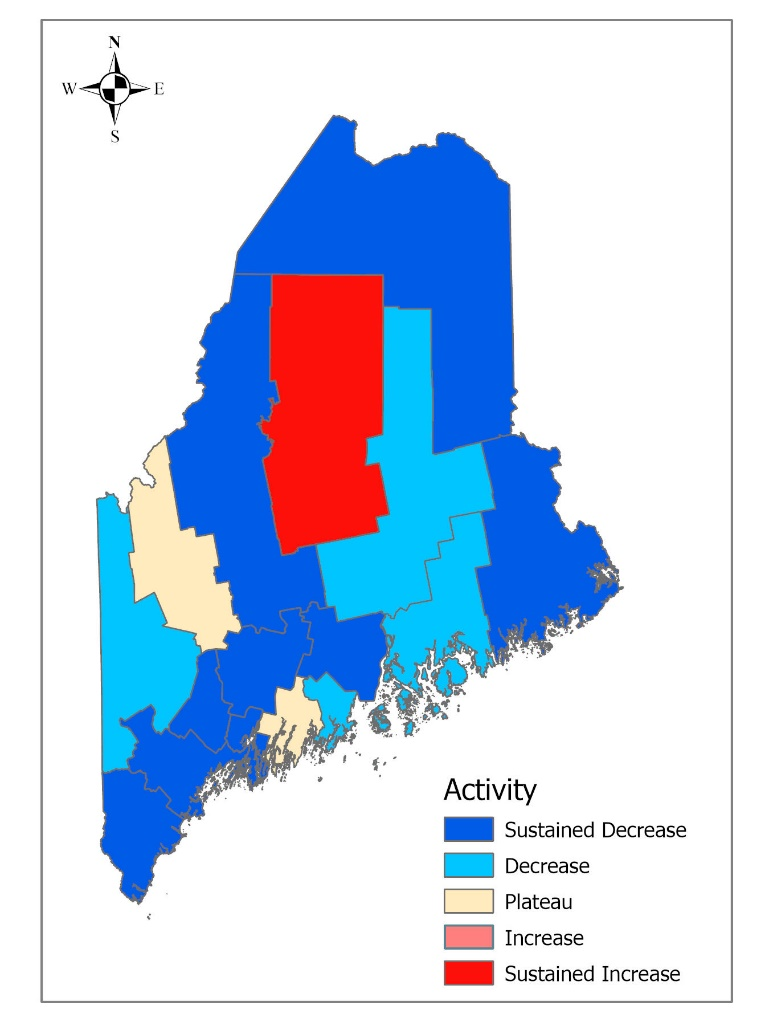 N
W E
S
Activity
Sustained Decrease
Decrease
Plateau
Increase
Sustained Increase